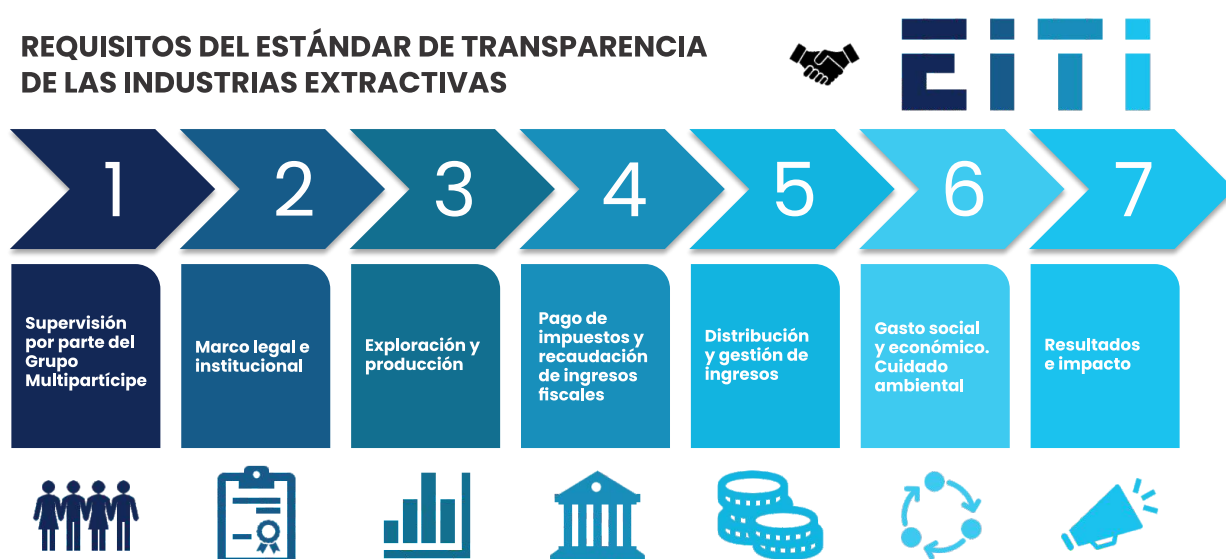 REQUISITOS DEL ESTÁNDAR DE TRANSPARENCIA
DE LAS INDUSTRIAS EXTRACTIVAS
EiTi
1
2
3
4
5
6
7
Supervisión
por parte del
Grupo
Multipartícipe
Marco legal e
institucional
Exploración y
producción
Pago de
impuestos y
recaudación
de ingresos
fiscales
Distribución
y gestión de
ingresos
Gasto social
y económico.
Cuidado
ambiental
Resultados
e impacto